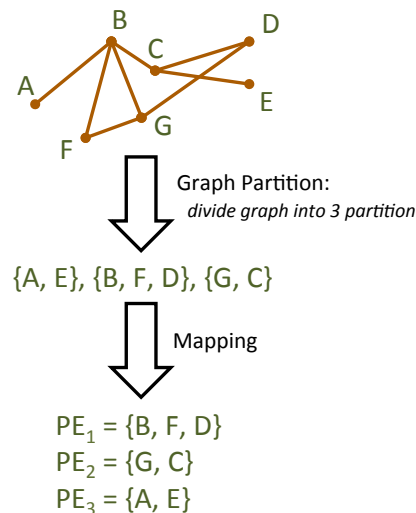 B
D
C
A
E
G
F
Graph Partition:
divide graph into 3 partition
{A, E}, {B, F, D}, {G, C}
Mapping
PE₁ = {B, F, D}
PE₂ = {G, C}
PE₃ = {A, E}